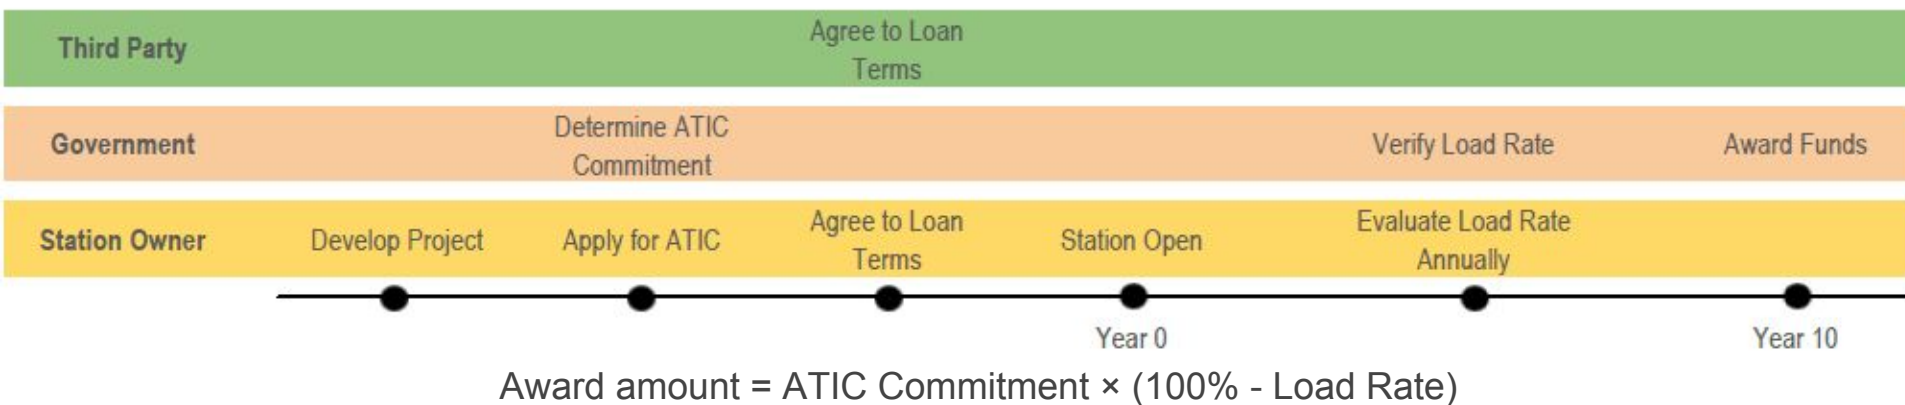 Third Party
Agree to Loan
Terms
Government
Determine ATIC
Commitment
Verify Load Rate
Award Funds
Station Owner
Develop Project
Apply for ATIC
Agree to Loan
Terms
Station Open
Evaluate Load Rate
Annually
Year 0
Year 10
Award amount = ATIC Commitment × (100% - Load Rate)